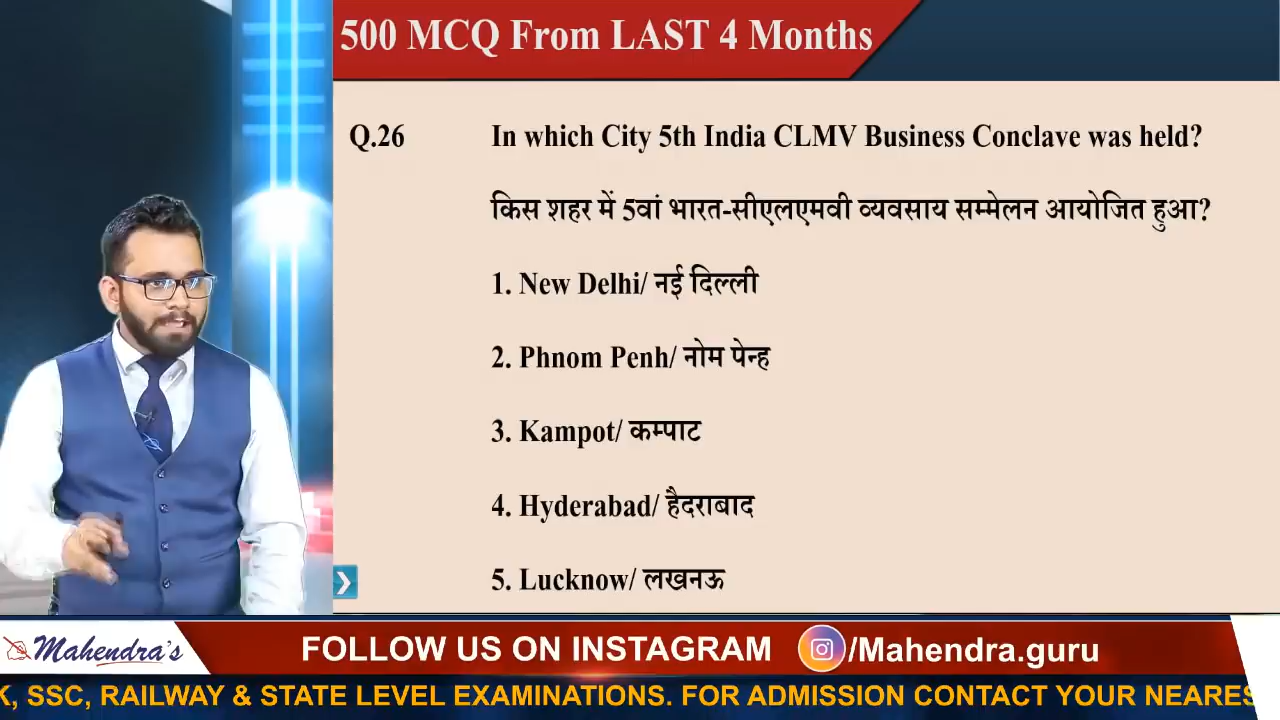 500 MCQ From LAST 4 Months
Q.26 In which City 5th India CLMV Business Conclave was held?
किस शहर में 5वां भारत-सीएलएमवी व्यवसाय सम्मेलन आयोजित हुआ?
1. New Delhi/ नई दिल्ली
2. Phnom Penh/ नोम पेन्ह
3. Kampot/ कम्पाट
4. Hyderabad/ हैदराबाद
5. Lucknow/ लखनऊ
Mahendra's FOLLOW US ON INSTAGRAM /Mahendra.guru
K, SSC, RAILWAY & STATE LEVEL EXAMINATIONS. FOR ADMISSION CONTACT YOUR NEARES